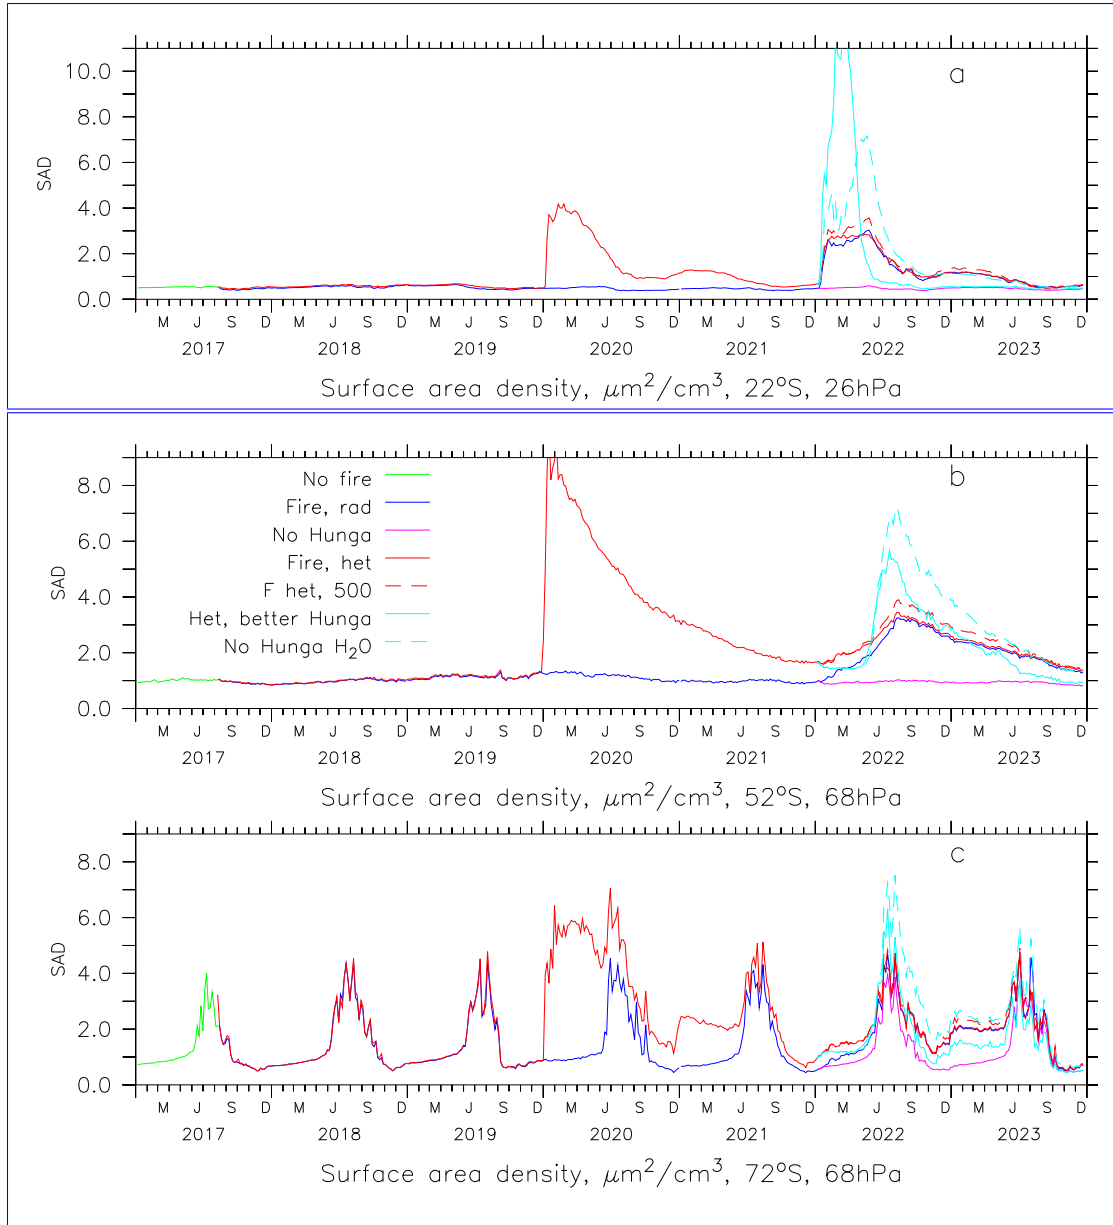 a
10.0
8.0
6.0
4.0
2.0
0.0
SAD
M J S D M J S D M J S D M J S D M J S D M J S D M J S D
2017 2018 2019 2020 2021 2022 2023
Surface area density, μm²/cm³, 22°S, 26hPa
b
8.0
6.0
4.0
2.0
0.0
SAD
No fire
Fire, rad
No Hunga
Fire, het
F het, 500
Het, better Hunga
No Hunga H₂O
M J S D M J S D M J S D M J S D M J S D M J S D M J S D
2017 2018 2019 2020 2021 2022 2023
Surface area density, μm²/cm³, 52°S, 68hPa
c
8.0
6.0
4.0
2.0
0.0
SAD
M J S D M J S D M J S D M J S D M J S D M J S D M J S D
2017 2018 2019 2020 2021 2022 2023
Surface area density, μm²/cm³, 72°S, 68hPa